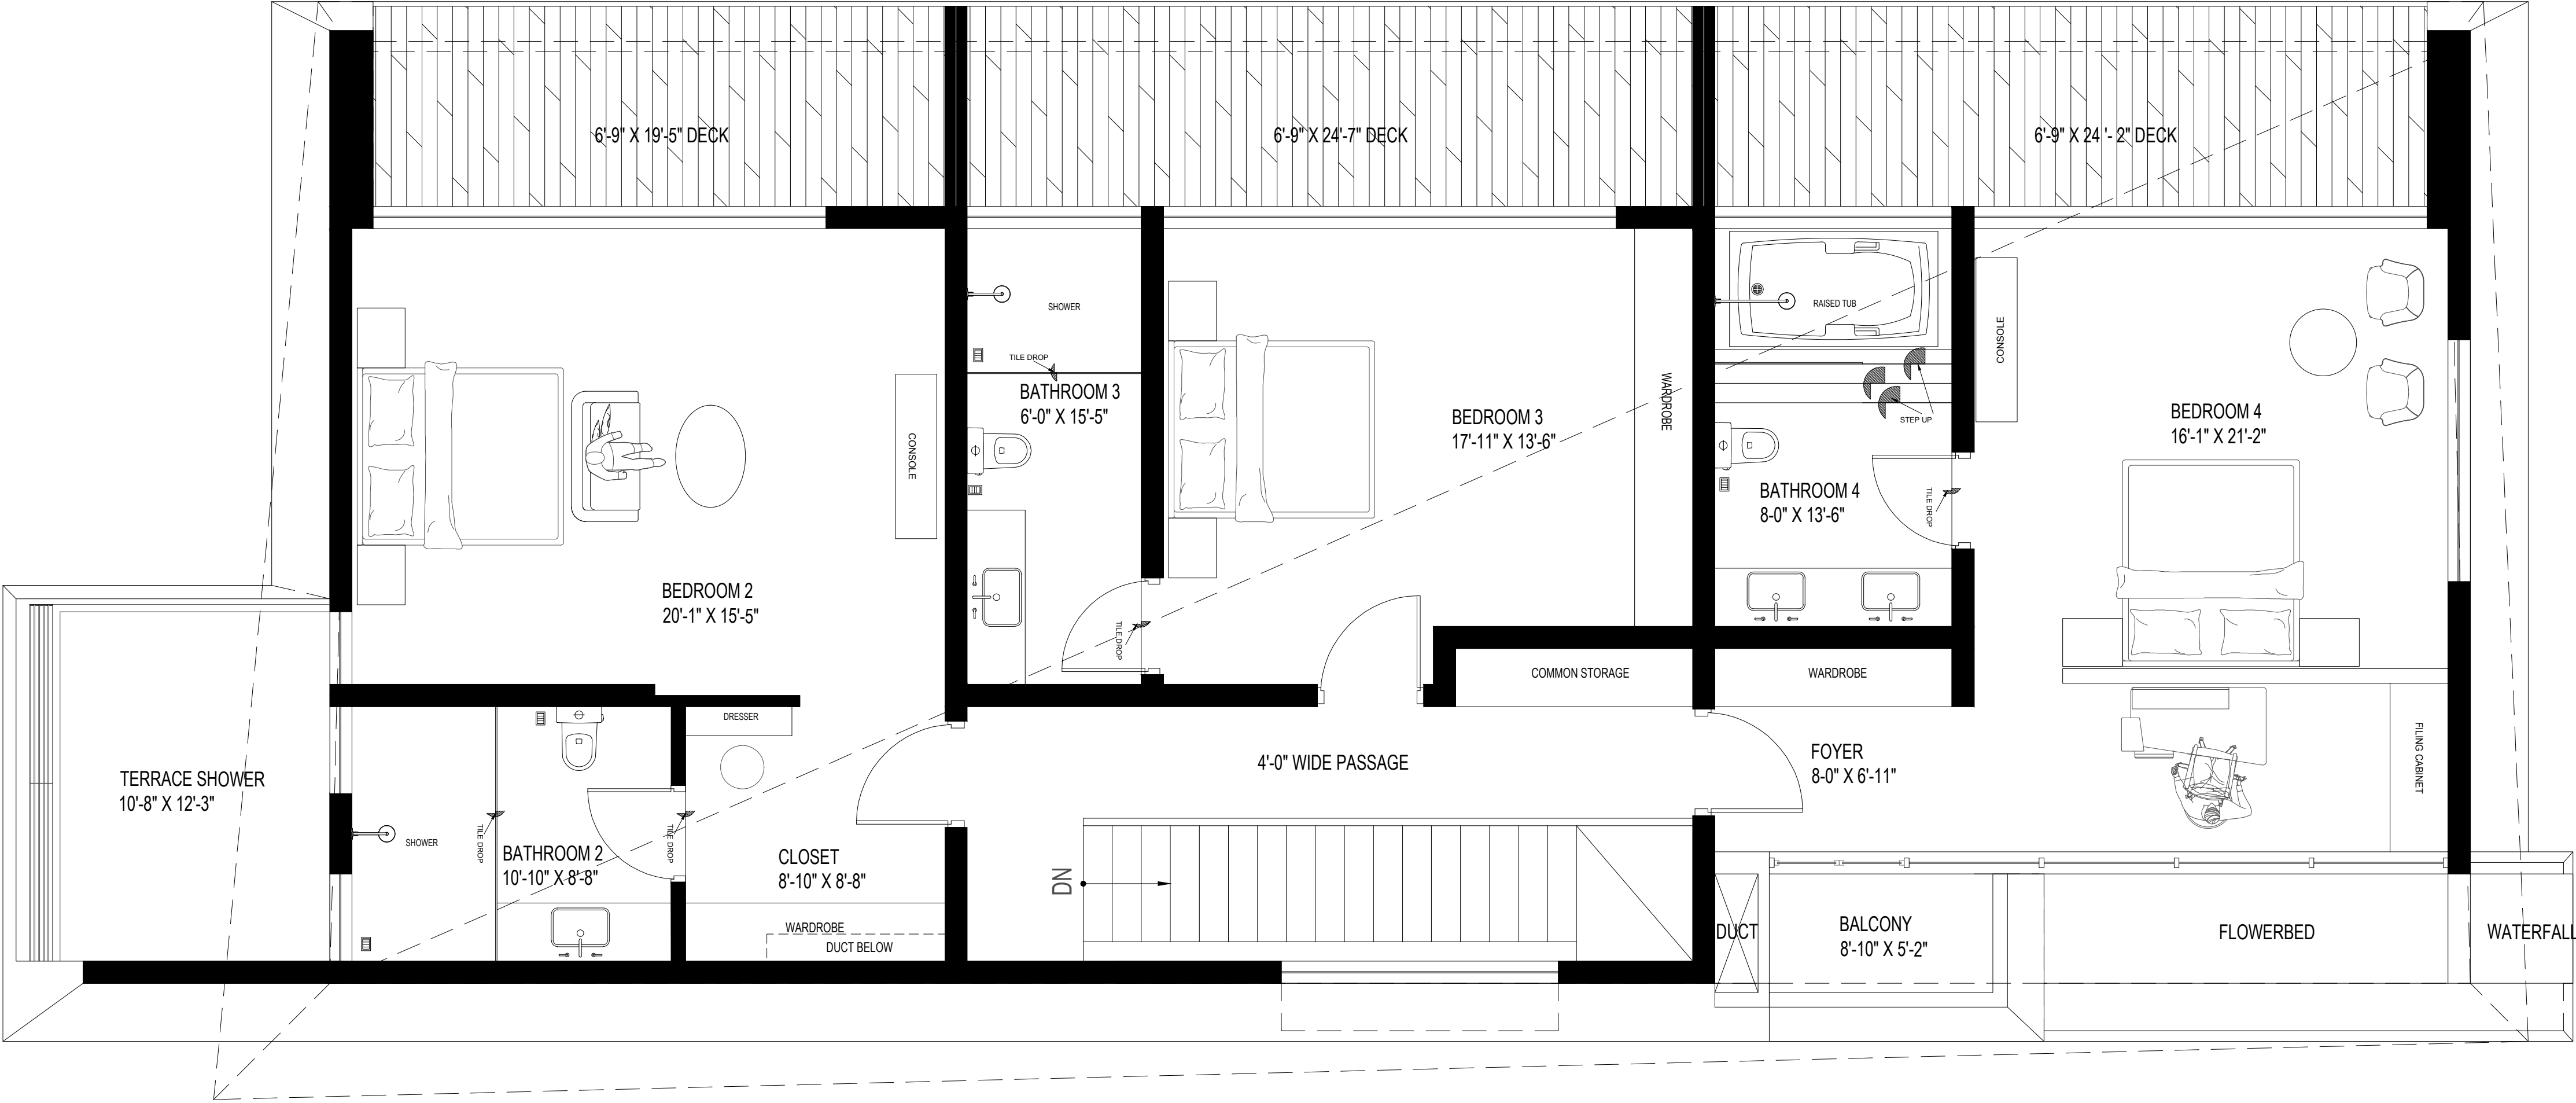 6'-9" X 19'-5" DECK
6'-9" X 24'-7" DECK
6'-9" X 24 '- 2" DECK
SHOWER
TILE DROP
BATHROOM 3
6'-0" X 15'-5"
CONSOLE
BEDROOM 2
20'-1" X 15'-5"
TILE DROP
BEDROOM 3
17'-11" X 13'-6"
WARDROBE
RAISED TUB
STEP UP
BATHROOM 4
8-0" X 13'-6"
TILE DROP
CONSOLE
BEDROOM 4
16'-1" X 21'-2"
COMMON STORAGE
WARDROBE
TERRACE SHOWER
10'-8" X 12'-3"
SHOWER
TILE DROP
BATHROOM 2
10'-10" X 8'-8"
TILE DROP
DRESSER
CLOSET
8'-10" X 8'-8"
WARDROBE
DUCT BELOW
4'-0" WIDE PASSAGE
DN
FOYER
8-0" X 6'-11"
FILING CABINET
DUCT
BALCONY
8'-10" X 5'-2"
FLOWERBED
WATERFALL